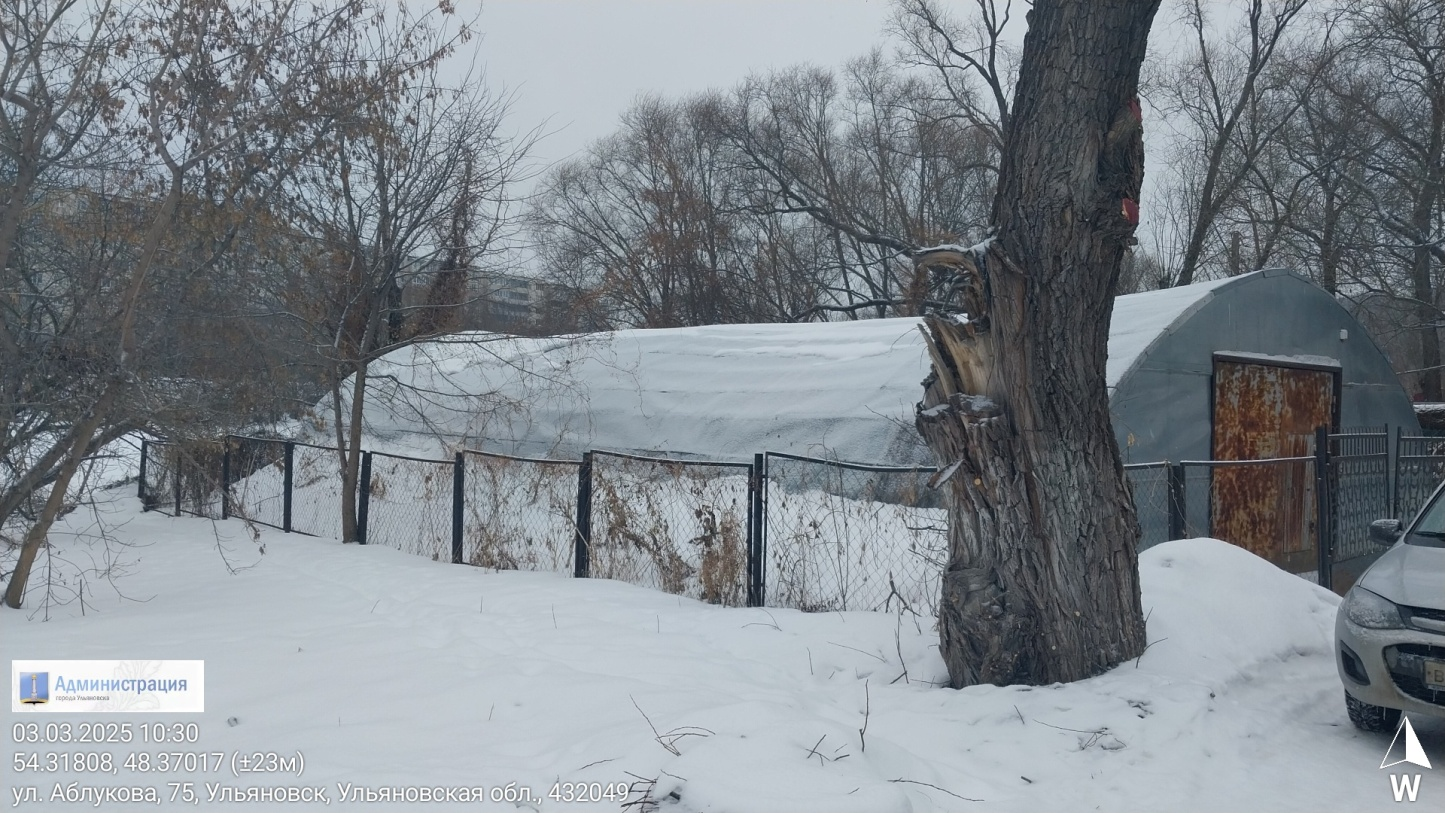 Администрация
города Ульяновска
03.03.2025 10:30
54.31808, 48.37017 (±23м)
ул. Аблукова, 75, Ульяновск, Ульяновская обл., 432049
W